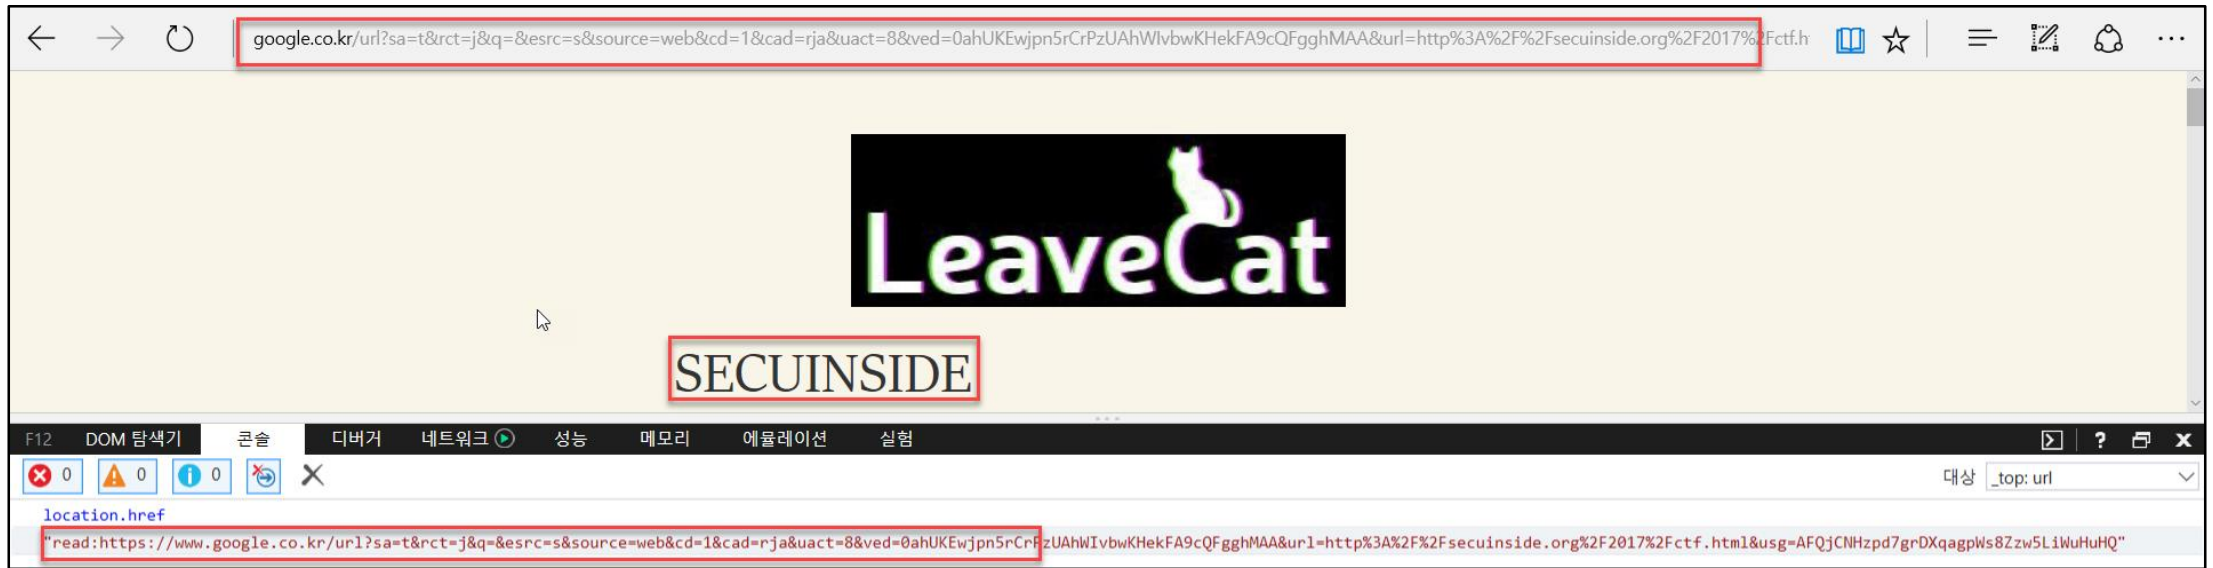 google.co.kr/url?sa=t&rct=j&q=&esrc=s&source=web&cd=1&cad=rja&uact=8&ved=0ahUKEwjpn5rCrPzUAhWIvbwKHekFA9cQFgghMAA&url=http%3A%2F%2Fsecuinside.org%2F2017%2Fctf.h
LeaveCat
SECUINSIDE
F12 DOM 탐색기 콘솔 디버거 네트워크 성능 메모리 에뮬레이션 실험 ? x
0 0 0 대상 _top: url
location.href
"read:https://www.google.co.kr/url?sa=t&rct=j&q=&esrc=s&source=web&cd=1&cad=rja&uact=8&ved=0ahUKEwjpn5rCrPzUAhWIvbwKHekFA9cQFgghMAA&url=http%3A%2F%2Fsecuinside.org%2F2017%2Fctf.html&usg=AFQjCNHzpd7grDXqagpWs8Zzw5LiWuHuHQ"